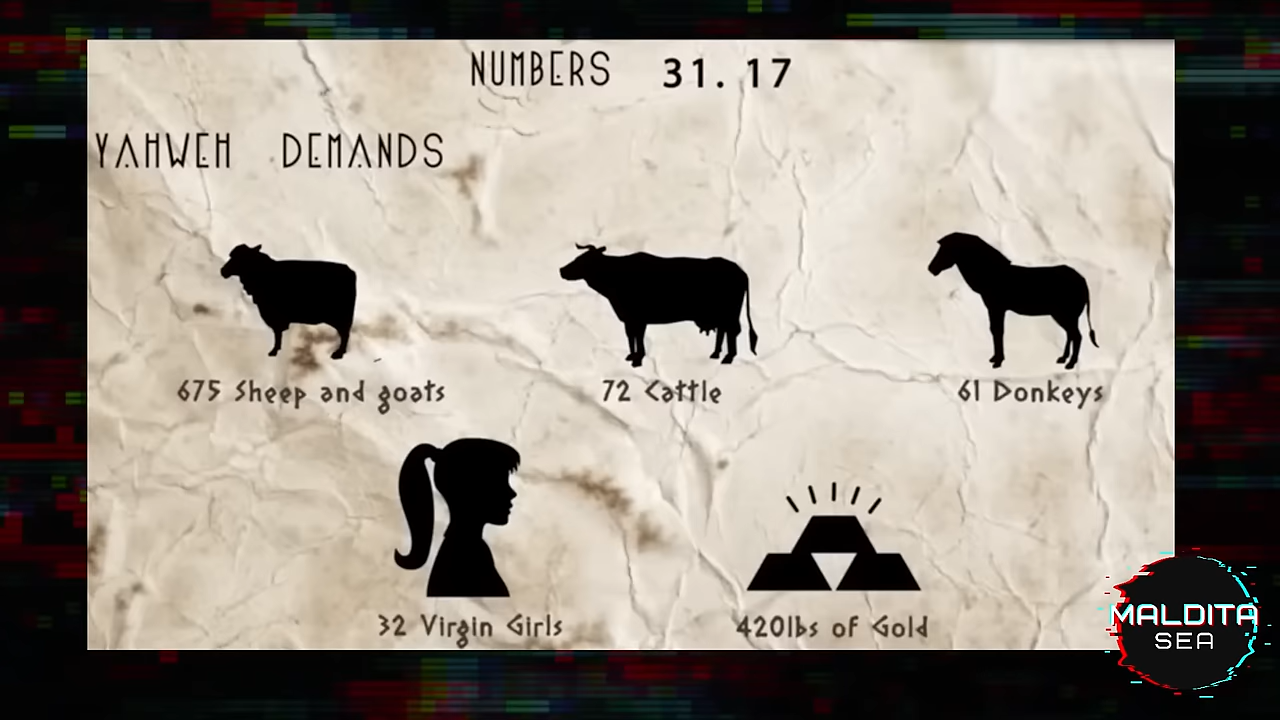 NUMBERS 31. 17
YAHWEH DEMANDS
675 Sheep and goats
72 Cattle
61 Donkeys
32 Virgin Girls
420lbs of Gold
MALDITA
SEA